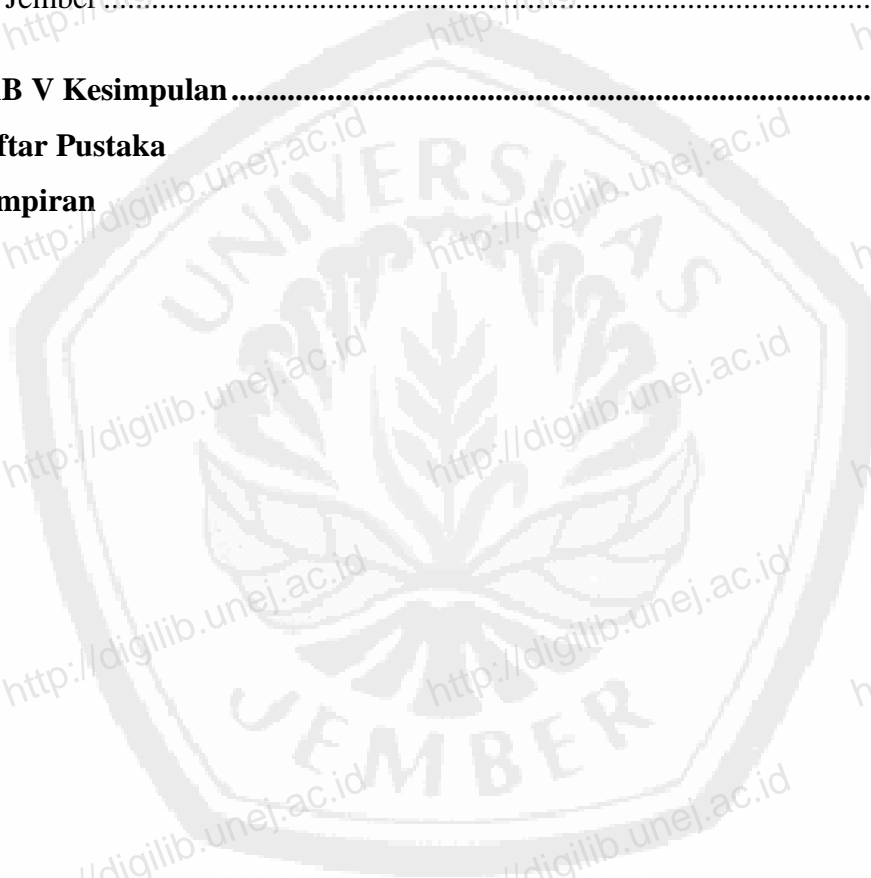 Jember ........................................................................................................
B V Kesimpulan ................................................................................
ftar Pustaka
mpiran
http://digilib.unej.ac.id
http://digilib.unej.ac.id
UNIVERSITAS
http://digilib.unej.ac.id
http://digilib.unej.ac.id
http://digilib.unej.ac.id
http://digilib.unej.ac.id
JEMBER
//digilib.unej.ac.id
//digilib.unej.ac.id